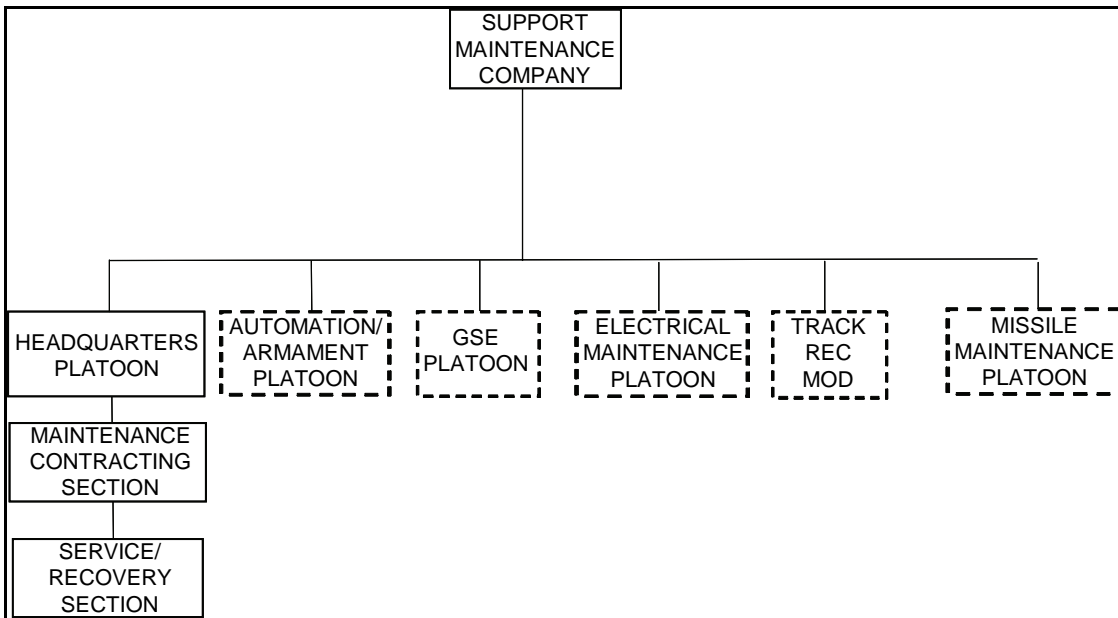 SUPPORT
MAINTENANCE
COMPANY
HEADQUARTERS
PLATOON
AUTOMATION/
ARMAMENT
PLATOON
GSE
PLATOON
ELECTRICAL
MAINTENANCE
PLATOON
TRACK
REC
MOD
MISSILE
MAINTENANCE
PLATOON
MAINTENANCE
CONTRACTING
SECTION
SERVICE/
RECOVERY
SECTION